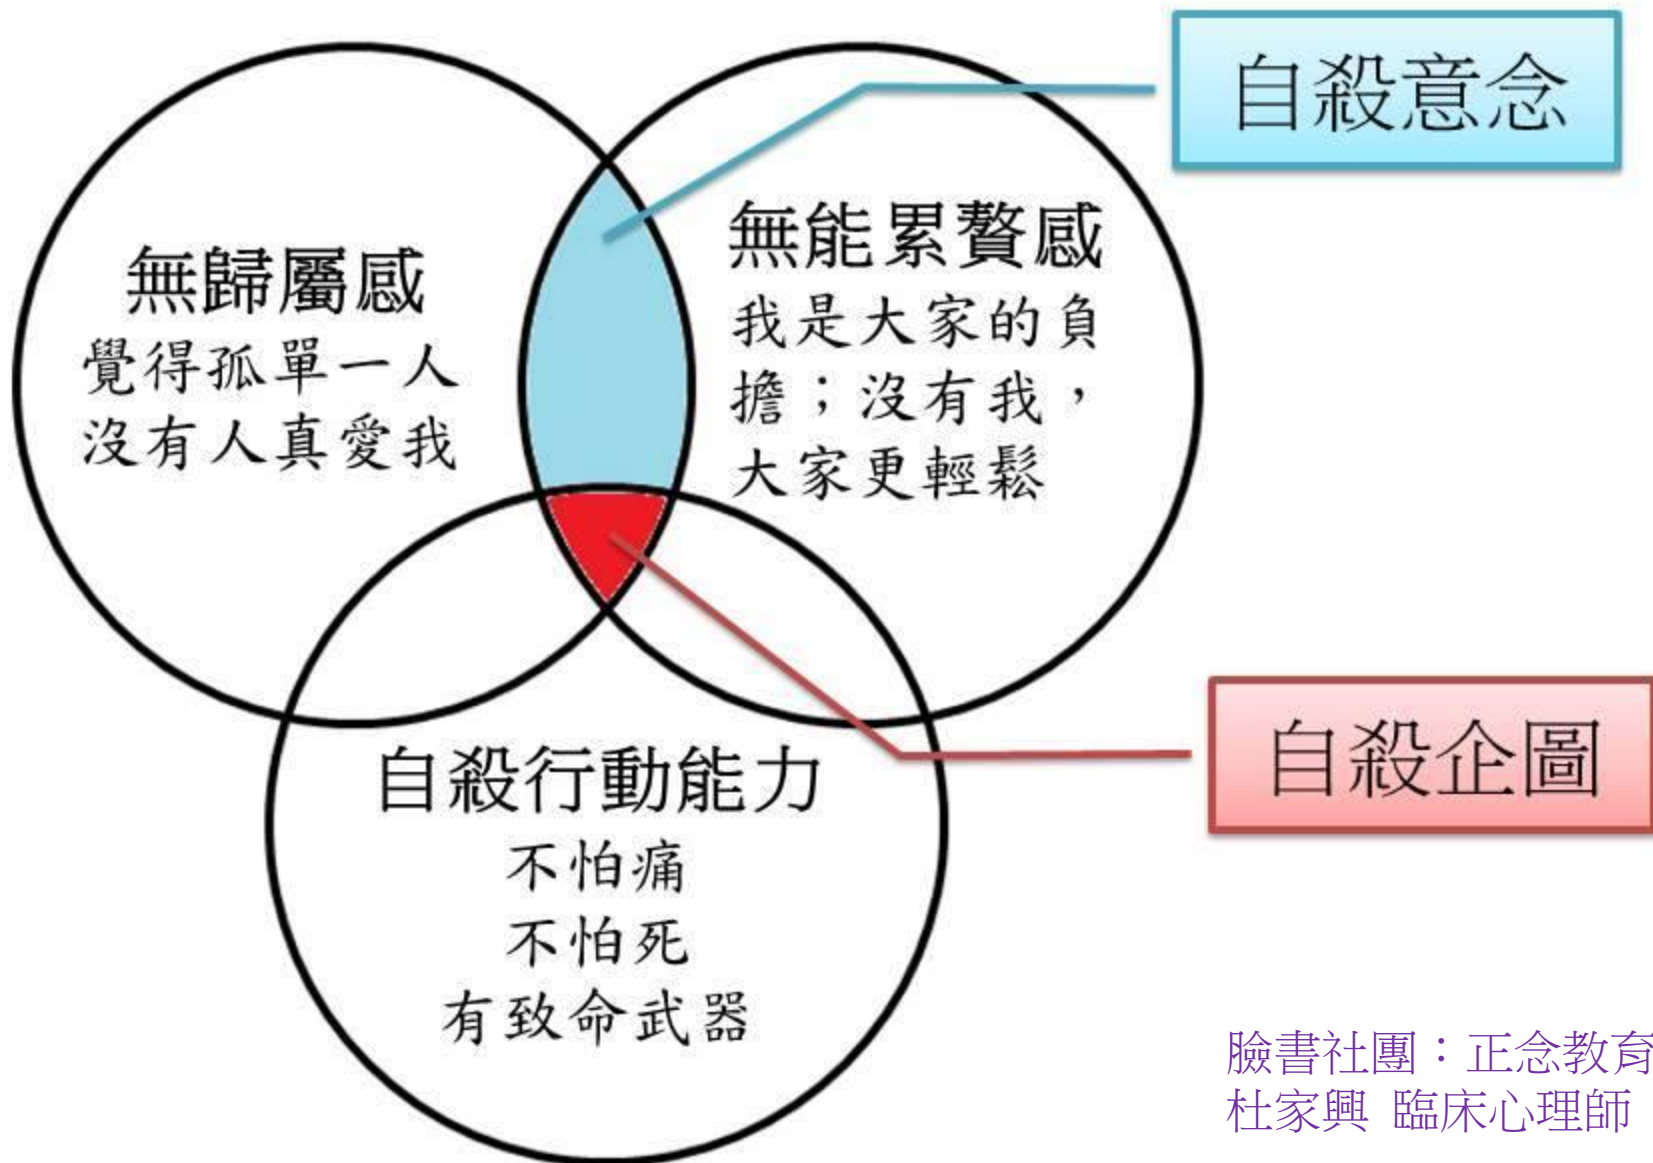 自殺意念
無歸屬感
覺得孤單一人
沒有人真愛我
無能累贅感
我是大家的負
擔；沒有我，
大家更輕鬆
自殺企圖
自殺行動能力
不怕痛
不怕死
有致命武器
臉書社團：正念教育
杜家興 臨床心理師